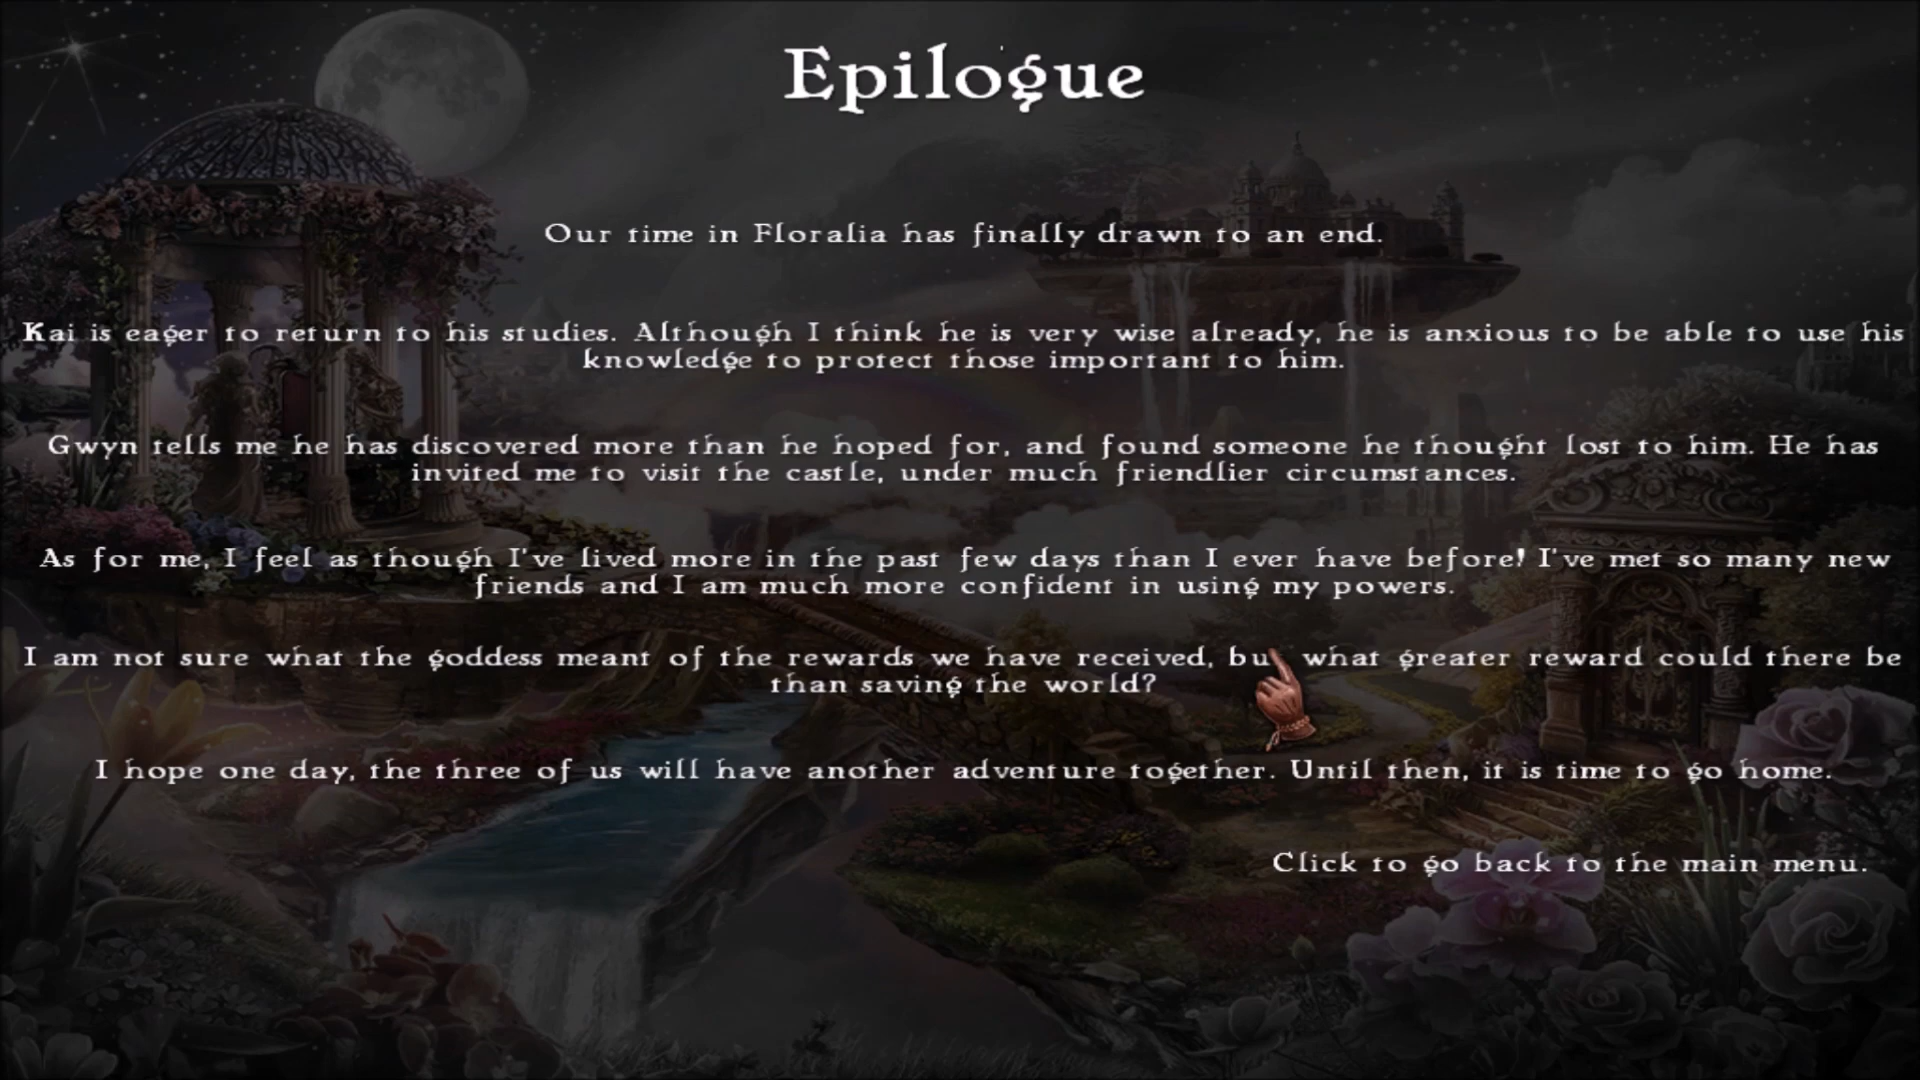 Epilogue
Our time in Floralia has finally drawn to an end.
Kai is eager to return to his studies. Although I think he is very wise already, he is anxious to be able to use his
knowledge to protect those important to him.
Gwyn tells me he has discovered more than he hoped for, and found someone he thought lost to him. He has
invited me to visit the castle, under much friendlier circumstances.
As for me, I feel as though I've lived more in the past few days than I ever have before! I've met so many new
friends and I am much more confident in using my powers.
I am not sure what the goddess meant of the rewards we have received, but what greater reward could there be
than saving the world?
I hope one day, the three of us will have another adventure together. Until then, it is time to go home.
Click to go back to the main menu.